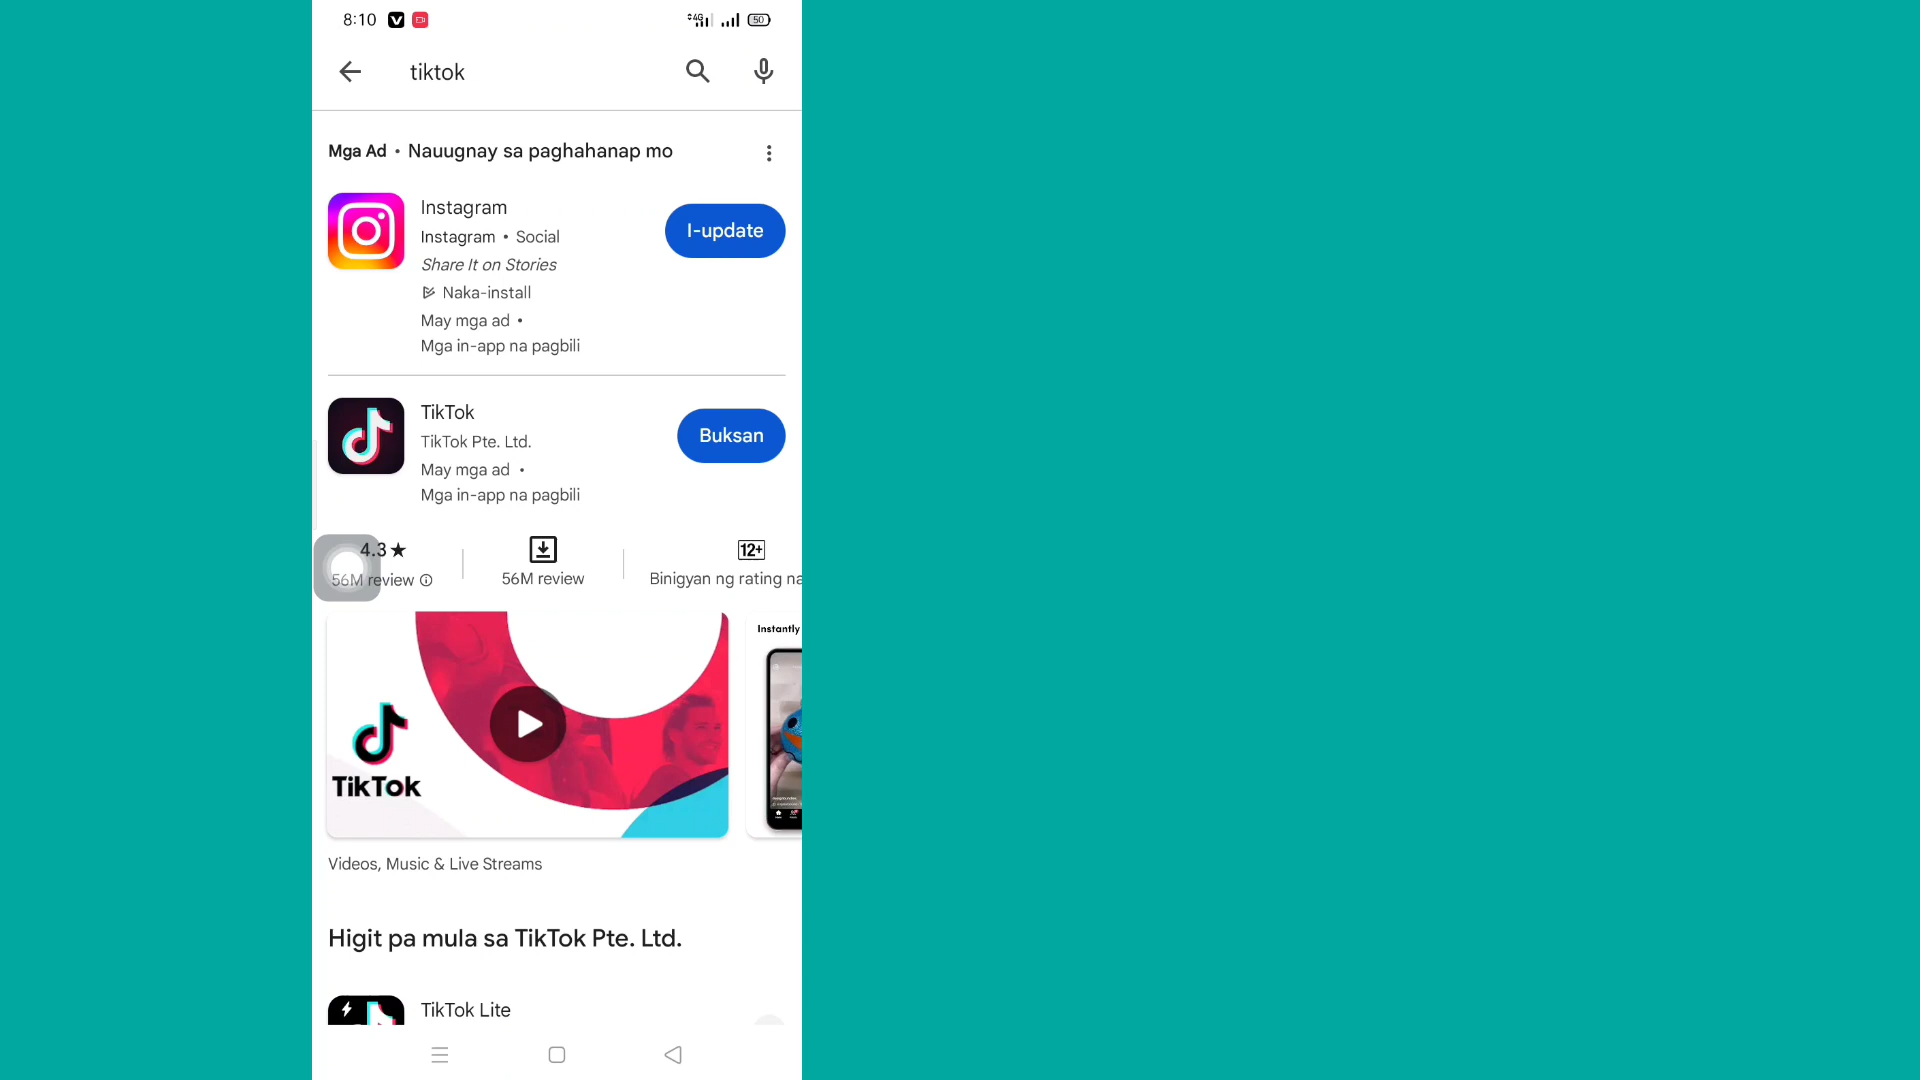 8:10
4G
50
tiktok
Mga Ad • Nauugnay sa paghahanap mo
Instagram
Instagram • Social
Share It on Stories
Naka-install
May mga ad •
Mga in-app na pagbili
I-update
TikTok
TikTok Pte. Ltd.
May mga ad •
Mga in-app na pagbili
Buksan
4.3★
56M review
56M review
12+
Binigyan ng rating na
TikTok
Instantly
Videos, Music & Live Streams
Higit pa mula sa TikTok Pte. Ltd.
TikTok Lite